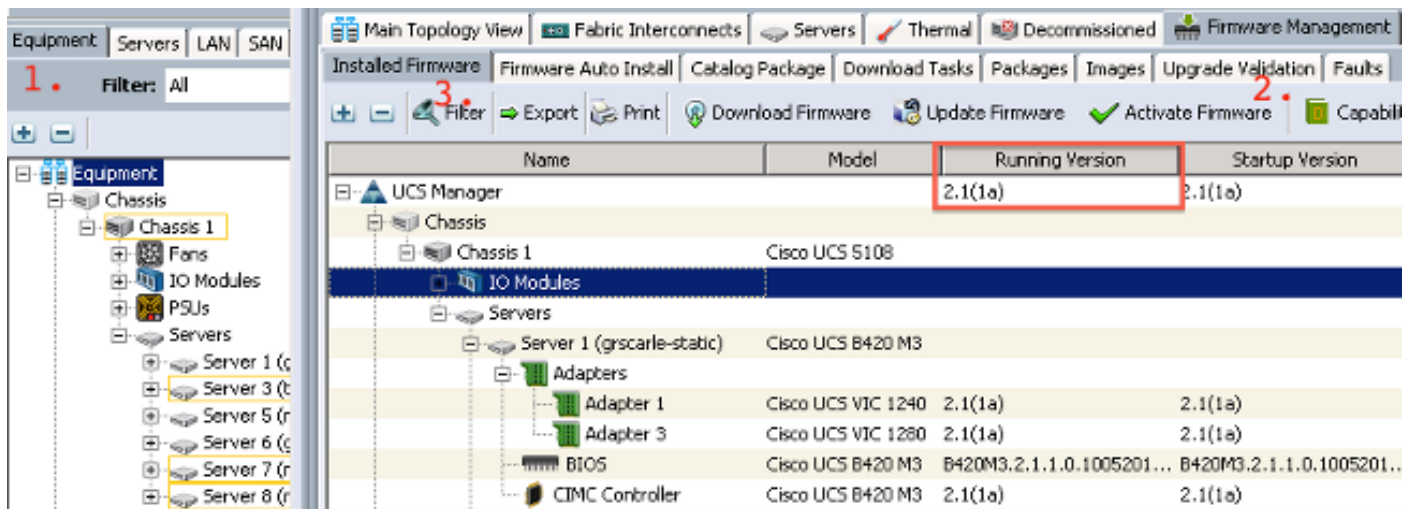 Equipment Servers LAN SAN
1.
Filter: All
Equipment
Chassis
Chassis 1
Fans
IO Modules
PSUs
Servers
Server 1 (
Server 3 (
Server 5 (
Server 6 (
Server 7 (
Server 8 (
Main Topology View Fabric Interconnects Servers Thermal Decommissioned Firmware Management
Installed Firmware Firmware Auto Install Catalog Package Download Tasks Packages Images Upgrade Validation Faults
3. 2.
Filter Export Print Download Firmware Update Firmware Activate Firmware Capabili
Name Model Running Version Startup Version
UCS Manager 2.1(1a) 2.1(1a)
Chassis
Chassis 1 Cisco UCS 5108
IO Modules
Servers
Server 1 (grscarle-static) Cisco UCS B420 M3
Adapters
Adapter 1 Cisco UCS VIC 1240 2.1(1a) 2.1(1a)
Adapter 3 Cisco UCS VIC 1280 2.1(1a) 2.1(1a)
BIOS Cisco UCS B420 M3 B420M3.2.1.1.0.1005201... B420M3.2.1.1.0.1005201..
CIMC Controller Cisco UCS B420 M3 2.1(1a) 2.1(1a)